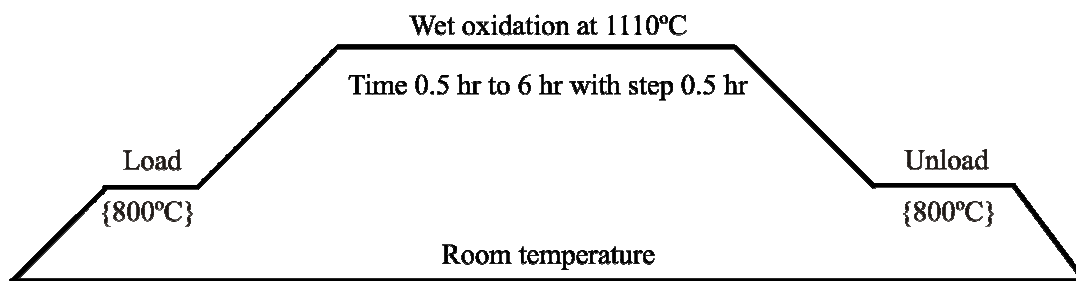 Wet oxidation at 1110ºC
Time 0.5 hr to 6 hr with step 0.5 hr
Load
Unload
{800ºC}
{800ºC}
Room temperature